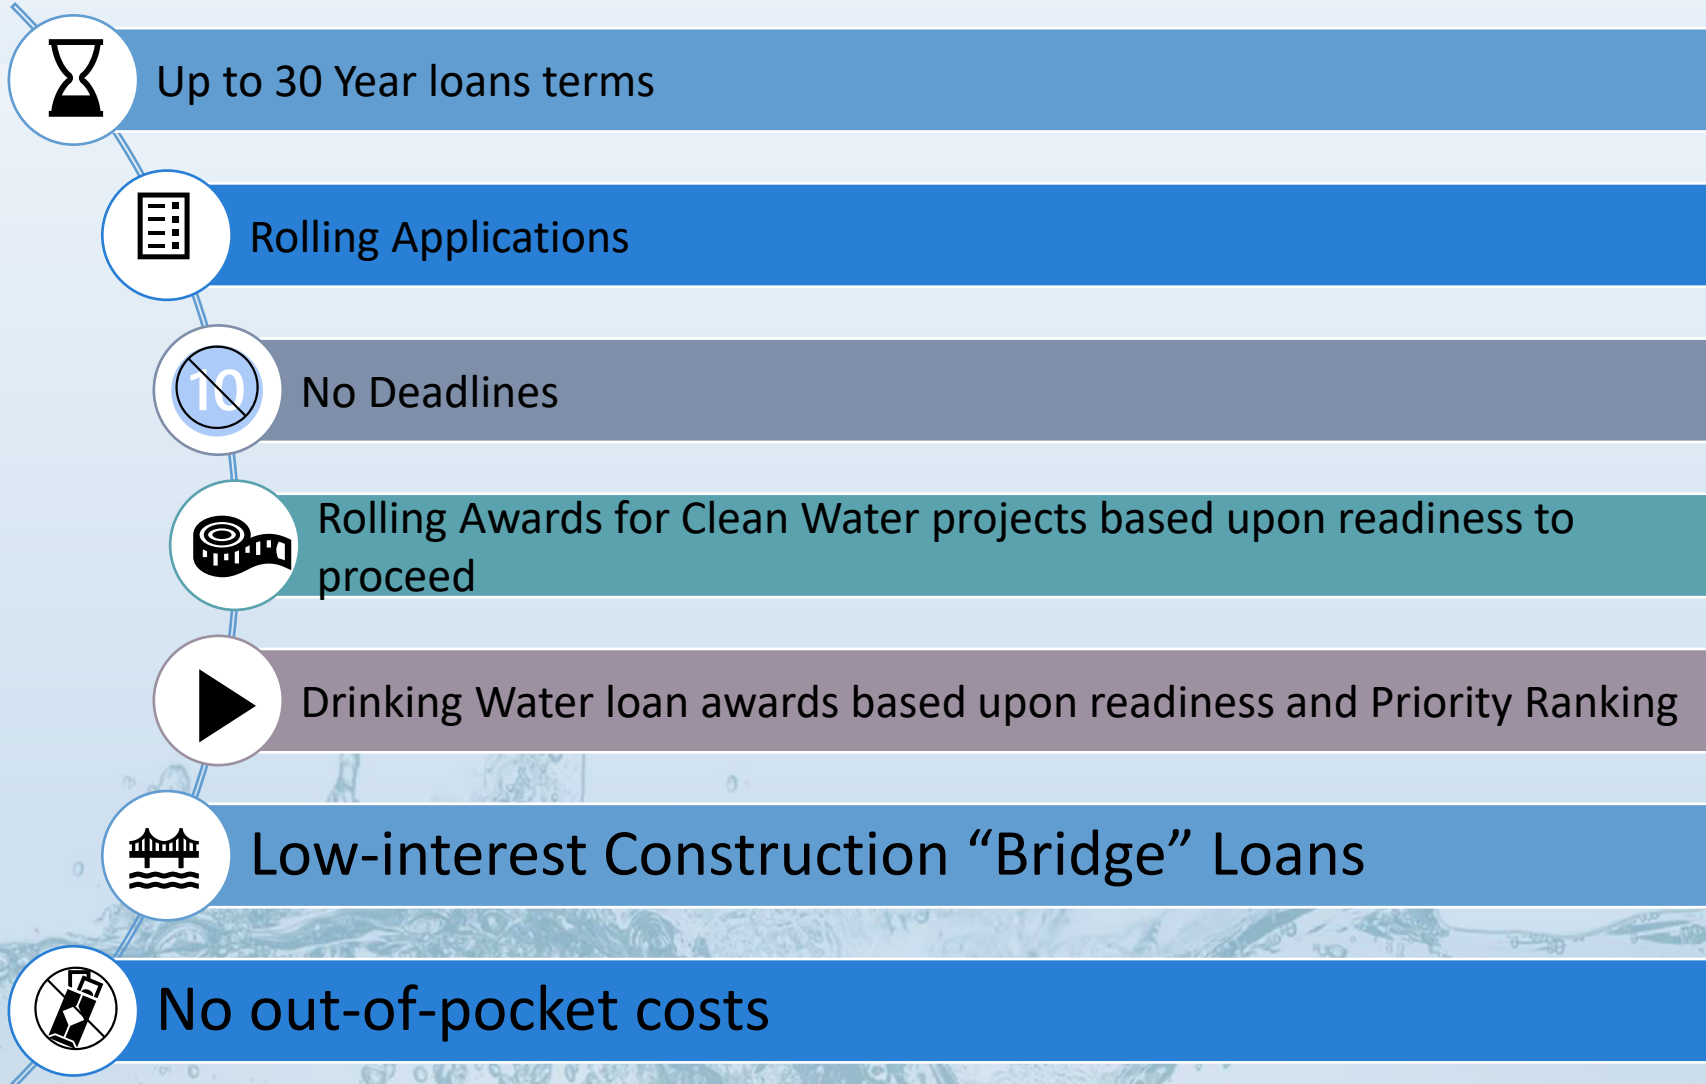 Up to 30 Year loans terms
Rolling Applications
10
No Deadlines
Rolling Awards for Clean Water projects based upon readiness to
proceed
Drinking Water loan awards based upon readiness and Priority Ranking
Low-interest Construction “Bridge” Loans
No out-of-pocket costs